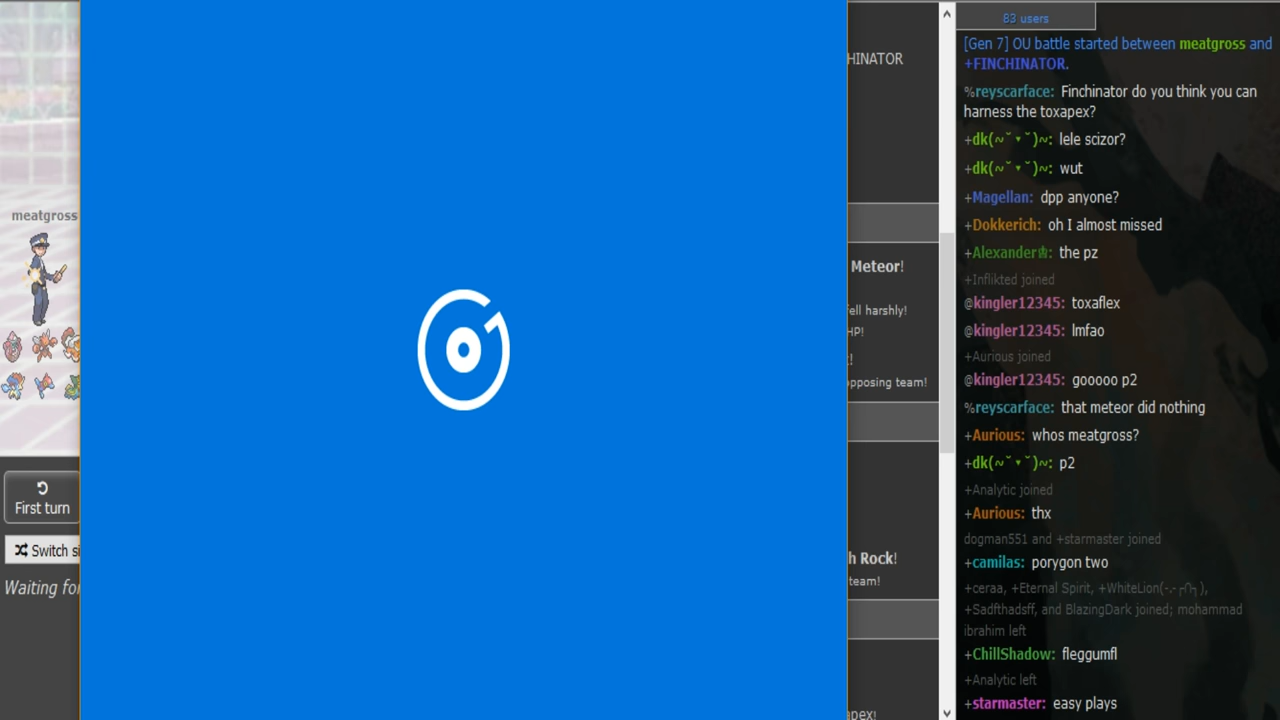 meatgross
First turn
Switch si
Waiting for
HINATOR
Meteor!
fell harshly!
HP!
!
opposing team!
h Rock!
team!
apex!
83 users
[Gen 7] OU battle started between meatgross and
+FINCHINATOR.
%reyscarface: Finchinator do you think you can
harness the toxapex?
+dk(~˘▾˘)~: lele scizor?
+dk(~˘▾˘)~: wut
+Magellan: dpp anyone?
+Dokkerich: oh I almost missed
+Alexander♚: the pz
+Inflikted joined
@kingler12345: toxaflex
@kingler12345: lmfao
+Aurious joined
@kingler12345: gooooo p2
%reyscarface: that meteor did nothing
+Aurious: whos meatgross?
+dk(~˘▾˘)~: p2
+Analytic joined
+Aurious: thx
dogman551 and +starmaster joined
+camilas: porygon two
+ceraa, +Eternal Spirit, +WhiteLion(-.-┌∩┐),
+Sadfthadsff, and BlazingDark joined; mohammad
ibrahim left
+ChillShadow: fleggumfl
+Analytic left
+starmaster: easy plays